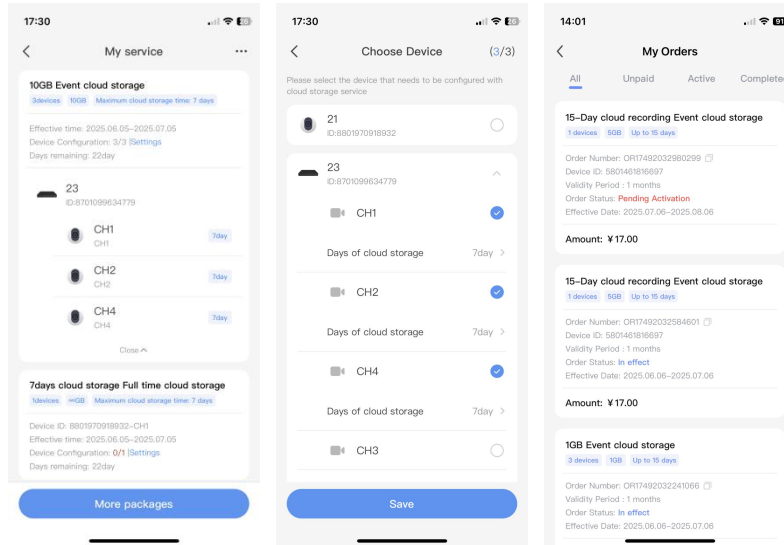 17:30
My service
10GB Event cloud storage
3devices 10GB Maximum cloud storage time: 7 days
Effective time: 2025.06.05-2025.07.05
Device Configuration: 3/3 |Settings
Days remaining: 22day
23
ID:8701099634779
CH1
CH1
7day
CH2
CH2
7day
CH4
CH4
7day
Close
7days cloud storage Full time cloud storage
1devices ∞GB Maximum cloud storage time: 7 days
Device ID: 8801970918932-CH1
Effective time: 2025.06.05-2025.07.05
Device Configuration: 0/1 |Settings
Days remaining: 22day
More packages
17:30
Choose Device (3/3)
Please select the device that needs to be configured with
cloud storage service
21
ID:8801970918932
23
ID:8701099634779
CH1
Days of cloud storage 7day
CH2
Days of cloud storage 7day
CH4
Days of cloud storage 7day
CH3
Save
14:01
91
My Orders
All Unpaid Active Completed
15-Day cloud recording Event cloud storage
1 devices 5GB Up to 15 days
Order Number: OR17492032980299
Device ID: 5801461816697
Validity Period : 1 months
Order Status: Pending Activation
Effective Date: 2025.07.06-2025.08.06
Amount: ¥17.00
15-Day cloud recording Event cloud storage
1 devices 5GB Up to 15 days
Order Number: OR17492032584601
Device ID: 5801461816697
Validity Period : 1 months
Order Status: In effect
Effective Date: 2025.06.06-2025.07.06
Amount: ¥17.00
1GB Event cloud storage
3 devices 1GB Up to 15 days
Order Number: OR17492032241066
Validity Period : 1 months
Order Status: In effect
Effective Date: 2025.06.06-2025.07.06